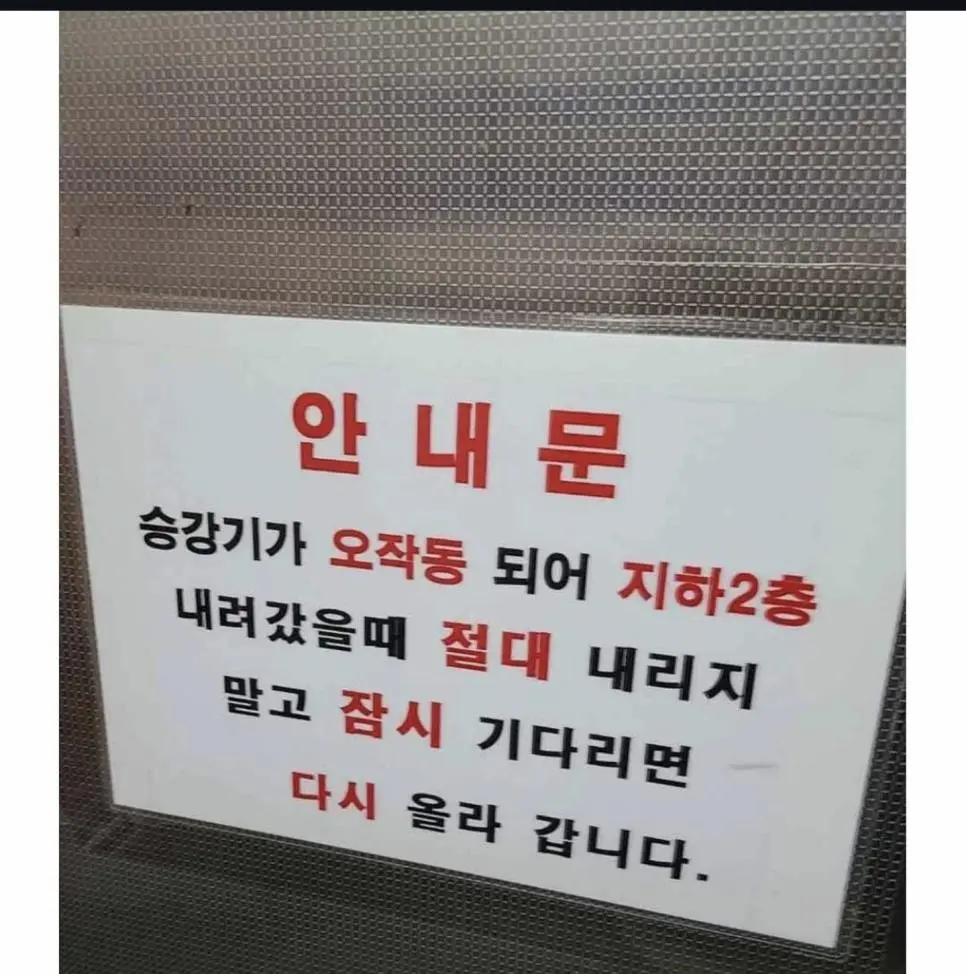 안내문
승강기가 오작동 되어 지하2층
내려갔을때 절대 내리지
말고 잠시 기다리면
다시 올라 갑니다.